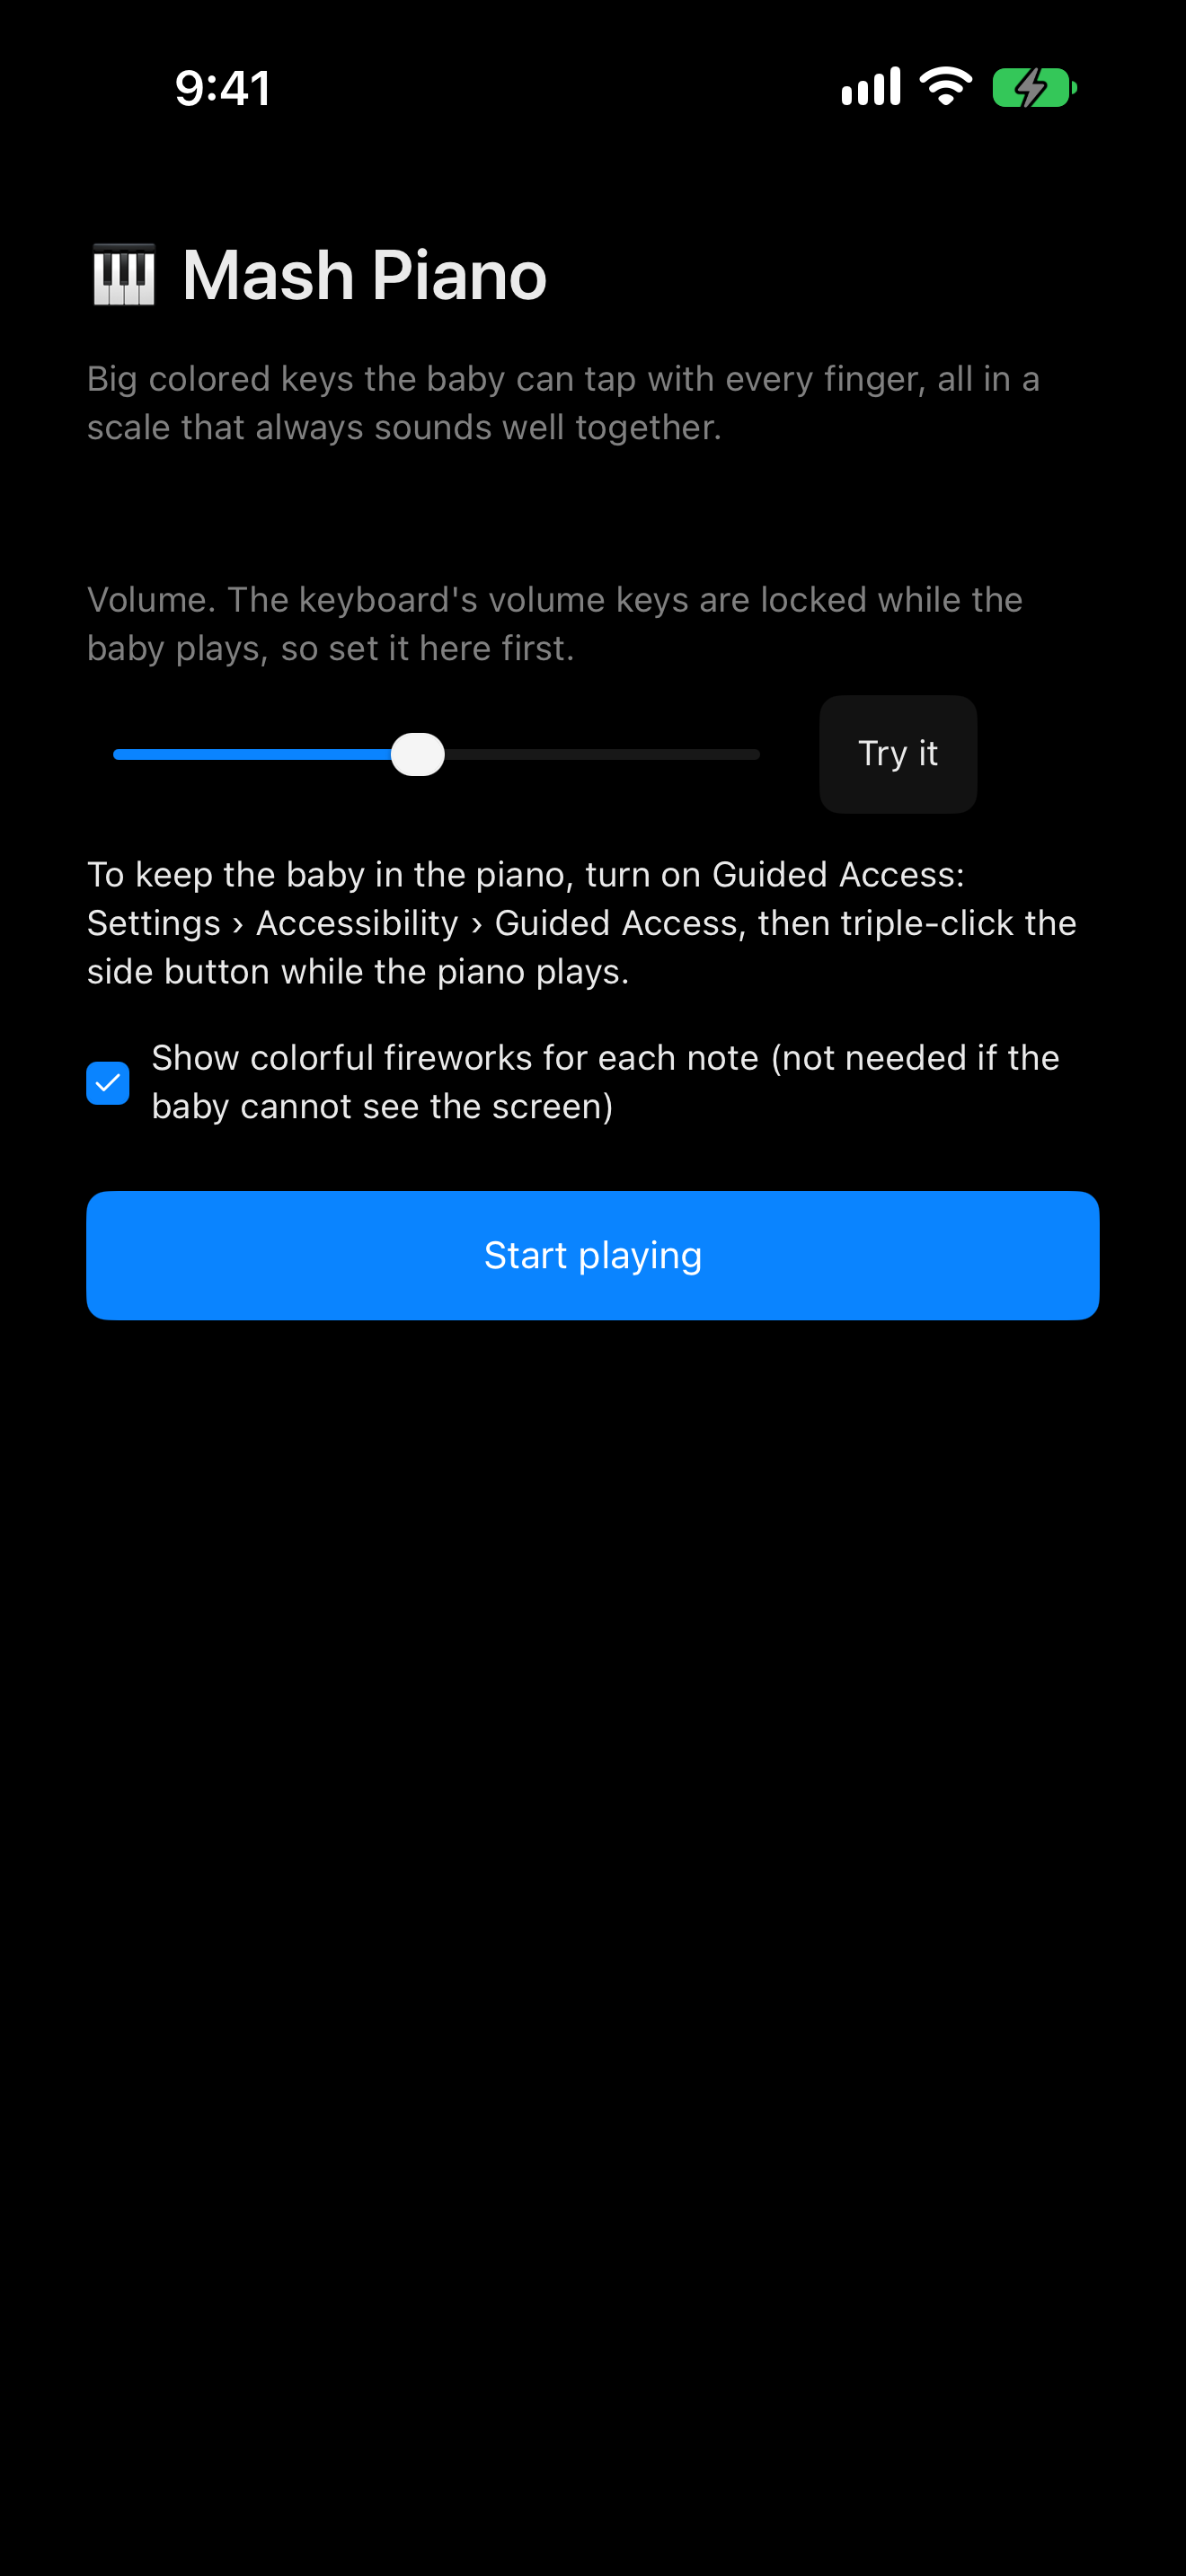 9:41
Mash Piano
Big colored keys the baby can tap with every finger, all in a
scale that always sounds well together.
Volume. The keyboard's volume keys are locked while the
baby plays, so set it here first.
Try it
To keep the baby in the piano, turn on Guided Access:
Settings › Accessibility › Guided Access, then triple-click the
side button while the piano plays.
Show colorful fireworks for each note (not needed if the
baby cannot see the screen)
Start playing